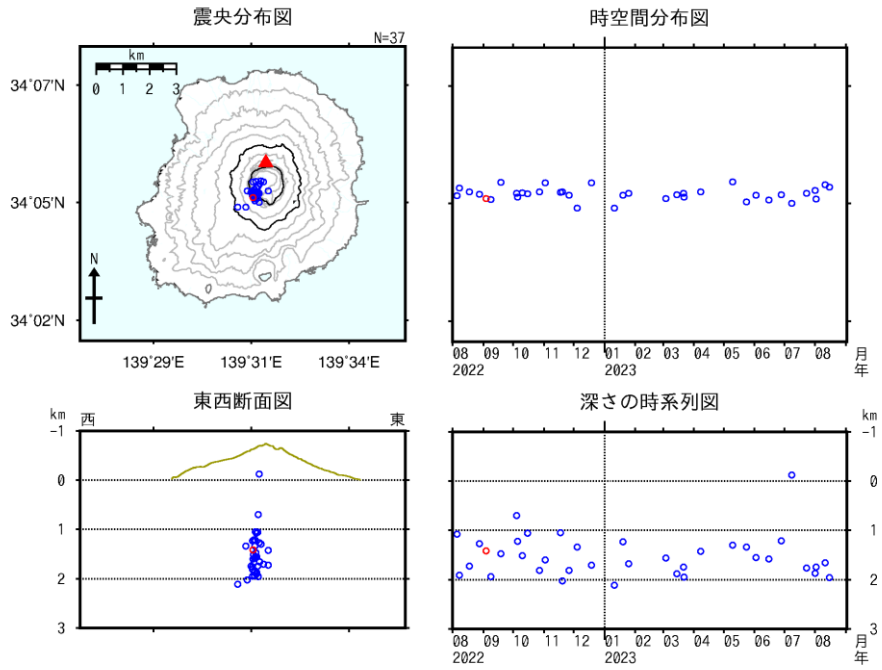 震央分布図
N=37
km
0 1 2 3
34°07'N
34°05'N
34°02'N
N
139°29'E 139°31'E 139°34'E
時空間分布図
08 09 10 11 12 01 02 03 04 05 06 07 08 月
2022 2023 年
東西断面図
km
西 東
-1
0
1
2
3
深さの時系列図
km
-1
0
1
2
3
08 09 10 11 12 01 02 03 04 05 06 07 08 月
2022 2023 年